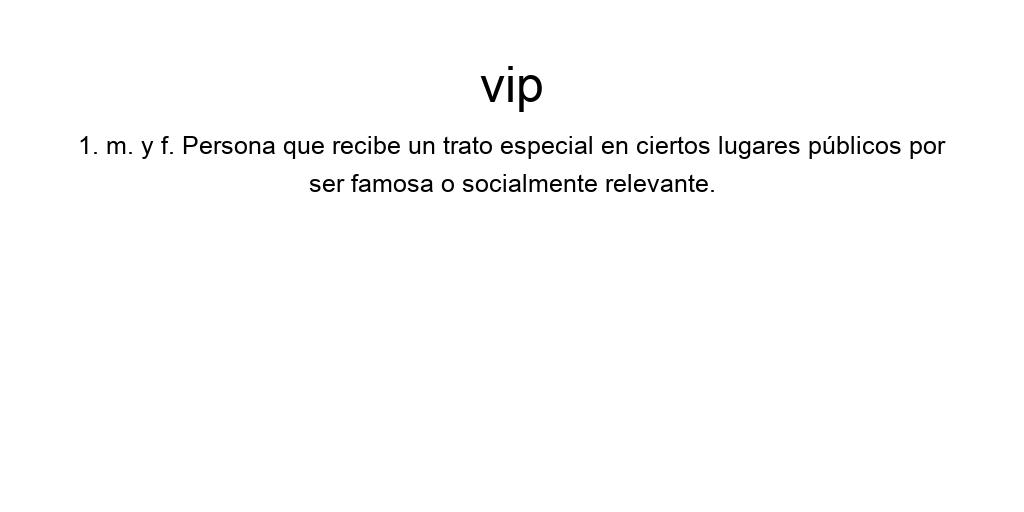 vip
1. m. y f. Persona que recibe un trato especial en ciertos lugares públicos por
ser famosa o socialmente relevante.